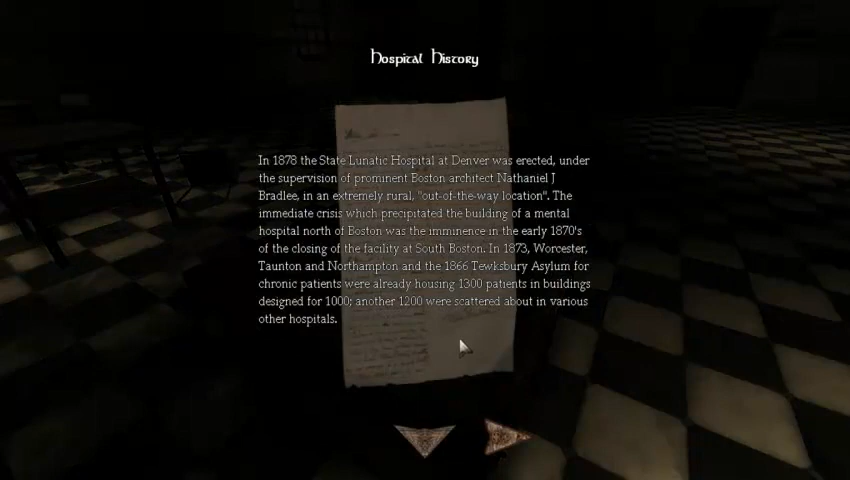 Hospital History
In 1878 the State Lunatic Hospital at Denver was erected, under
the supervision of prominent Boston architect Nathaniel J
Bradlee, in an extremely rural, "out-of-the-way location". The
immediate crisis which precipitated the building of a mental
hospital north of Boston was the imminence in the early 1870's
of the closing of the facility at South Boston. In 1873, Worcester,
Taunton and Northampton and the 1866 Tewksbury Asylum for
chronic patients were already housing 1300 patients in buildings
designed for 1000; another 1200 were scattered about in various
other hospitals.